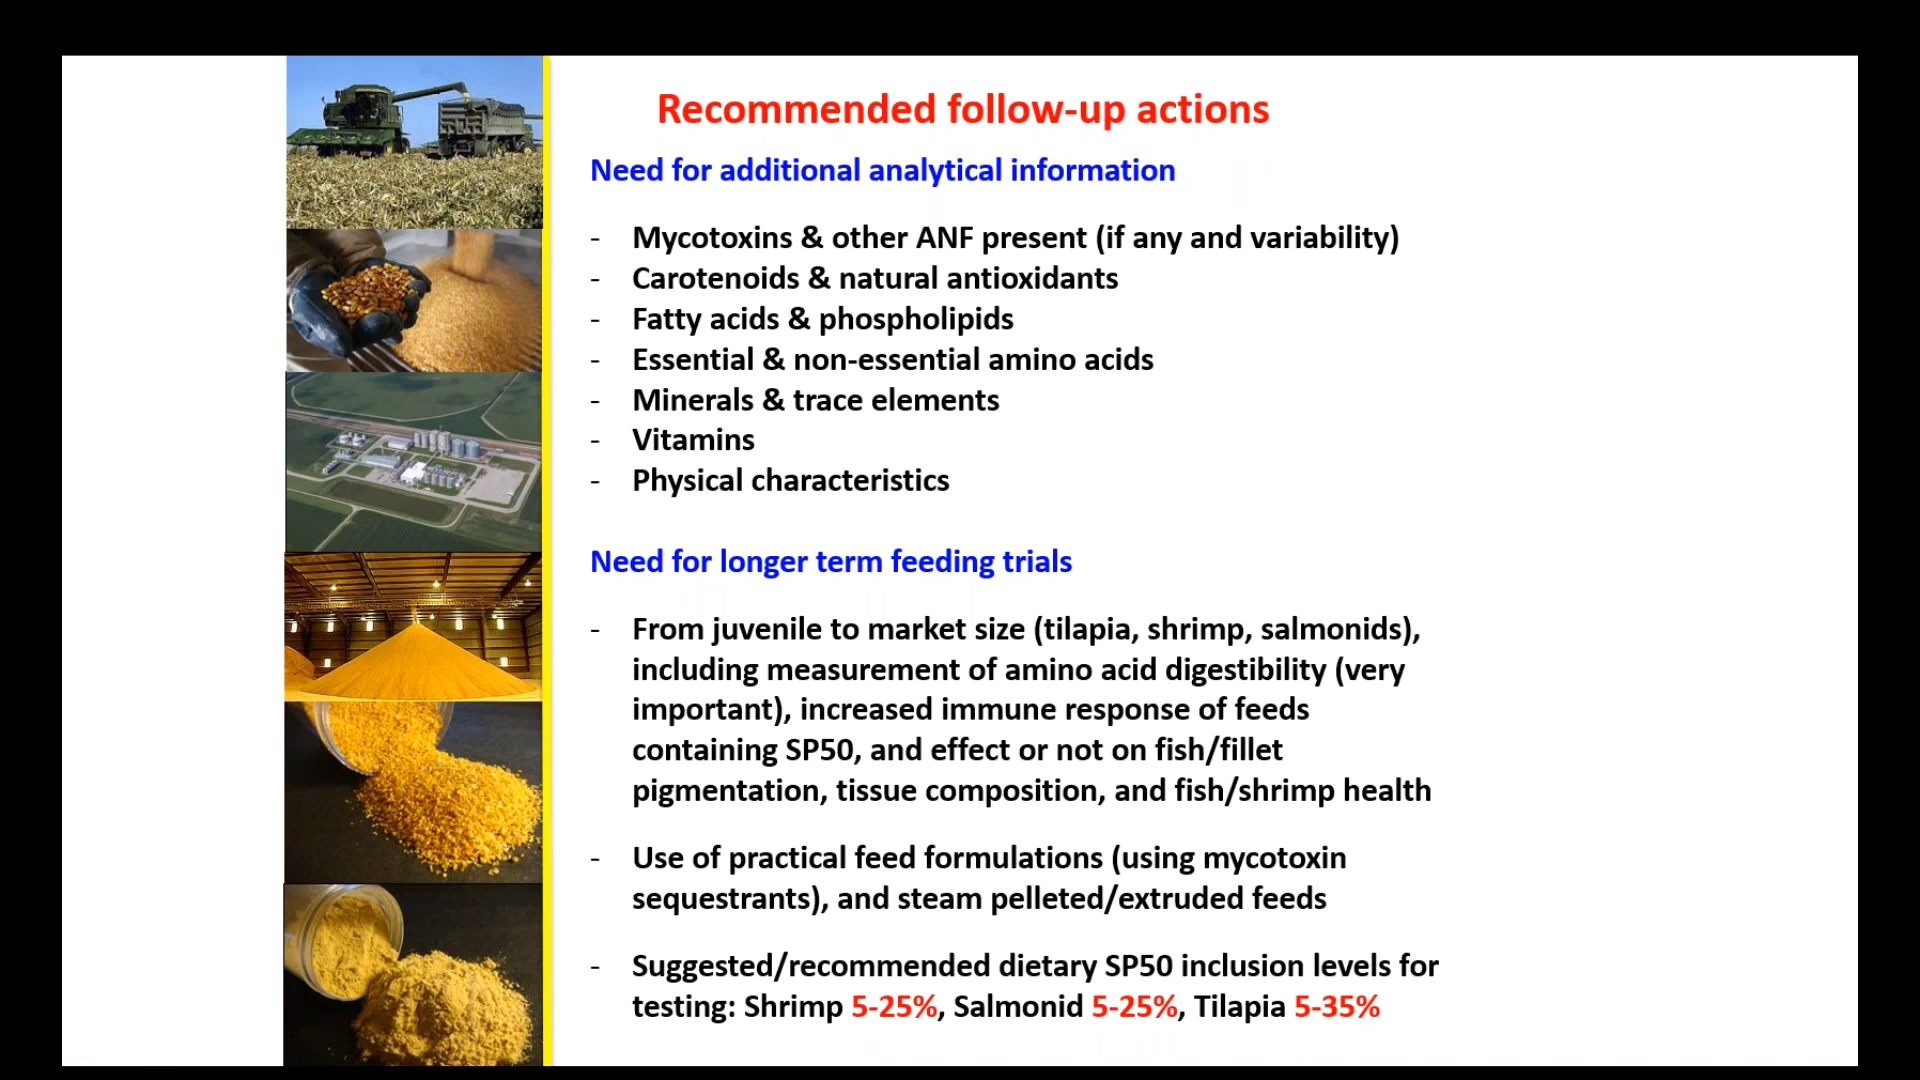 Recommended follow-up actions
Need for additional analytical information
- Mycotoxins & other ANF present (if any and variability)
- Carotenoids & natural antioxidants
- Fatty acids & phospholipids
- Essential & non-essential amino acids
- Minerals & trace elements
- Vitamins
- Physical characteristics
Need for longer term feeding trials
- From juvenile to market size (tilapia, shrimp, salmonids),
including measurement of amino acid digestibility (very
important), increased immune response of feeds
containing SP50, and effect or not on fish/fillet
pigmentation, tissue composition, and fish/shrimp health
- Use of practical feed formulations (using mycotoxin
sequestrants), and steam pelleted/extruded feeds
- Suggested/recommended dietary SP50 inclusion levels for
testing: Shrimp 5-25%, Salmonid 5-25%, Tilapia 5-35%